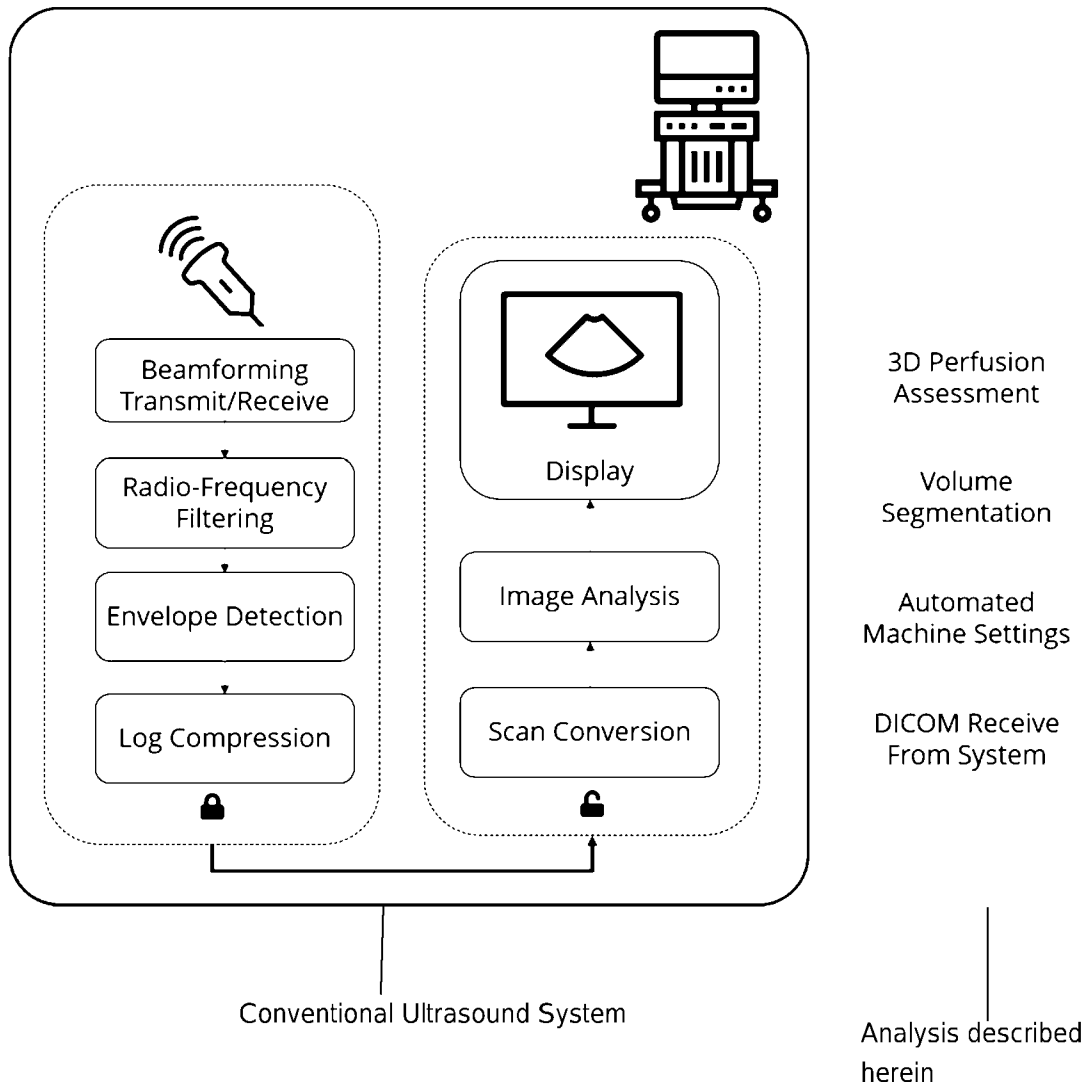 Beamforming
Transmit/Receive
Radio-Frequency
Filtering
Envelope Detection
Log Compression
Display
Image Analysis
Scan Conversion
3D Perfusion
Assessment
Volume
Segmentation
Automated
Machine Settings
DICOM Receive
From System
Conventional Ultrasound System
Analysis described
herein